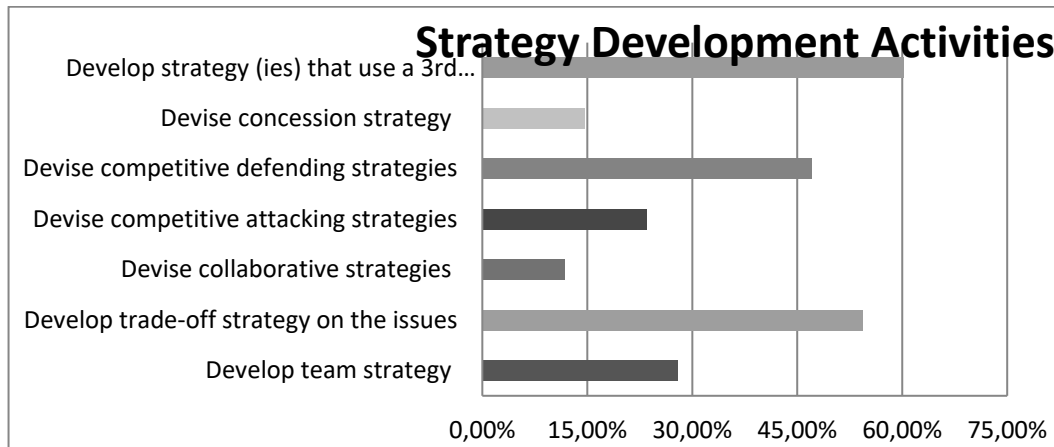 Strategy Development Activities
Develop strategy (ies) that use a 3rd…
Devise concession strategy
Devise competitive defending strategies
Devise competitive attacking strategies
Devise collaborative strategies
Develop trade-off strategy on the issues
Develop team strategy
0,00% 15,00% 30,00% 45,00% 60,00% 75,00%